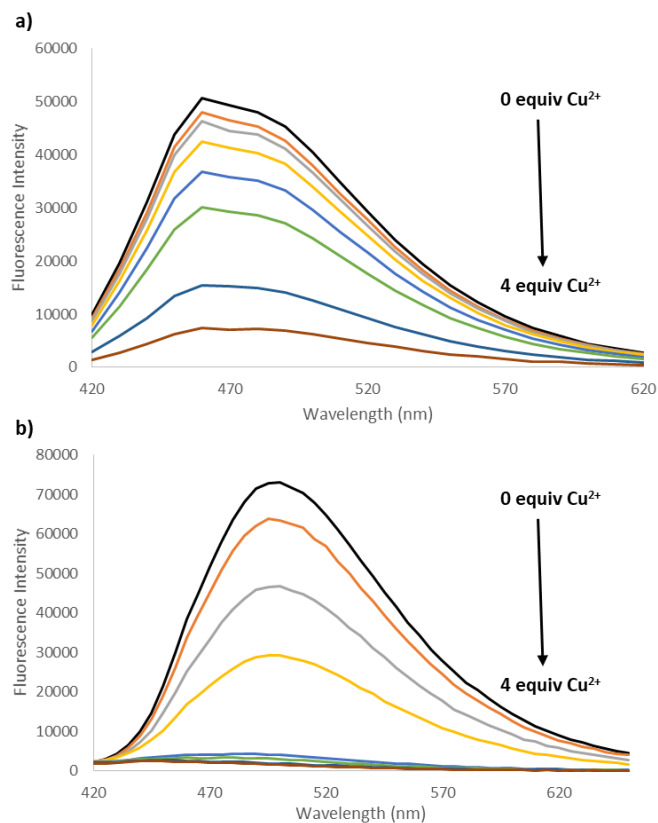 a)
60000
50000
40000
30000
20000
10000
0
Fluorescence Intensity
0 equiv Cu²⁺
4 equiv Cu²⁺
420 470 520 570 620
Wavelength (nm)
b)
80000
70000
60000
50000
40000
30000
20000
10000
0
Fluorescence Intensity
0 equiv Cu²⁺
4 equiv Cu²⁺
420 470 520 570 620
Wavelength (nm)